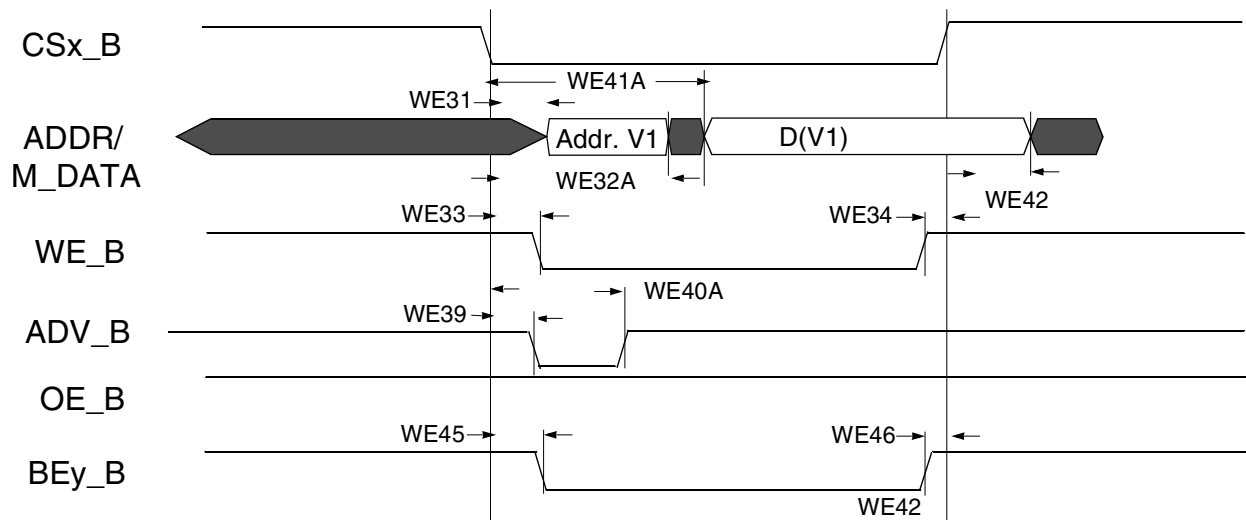 CSx_B
WE41A
WE31
ADDR/
M_DATA
Addr. V1
D(V1)
WE32A
WE42
WE33
WE34
WE_B
WE40A
WE39
ADV_B
OE_B
WE45
WE46
BEy_B
WE42